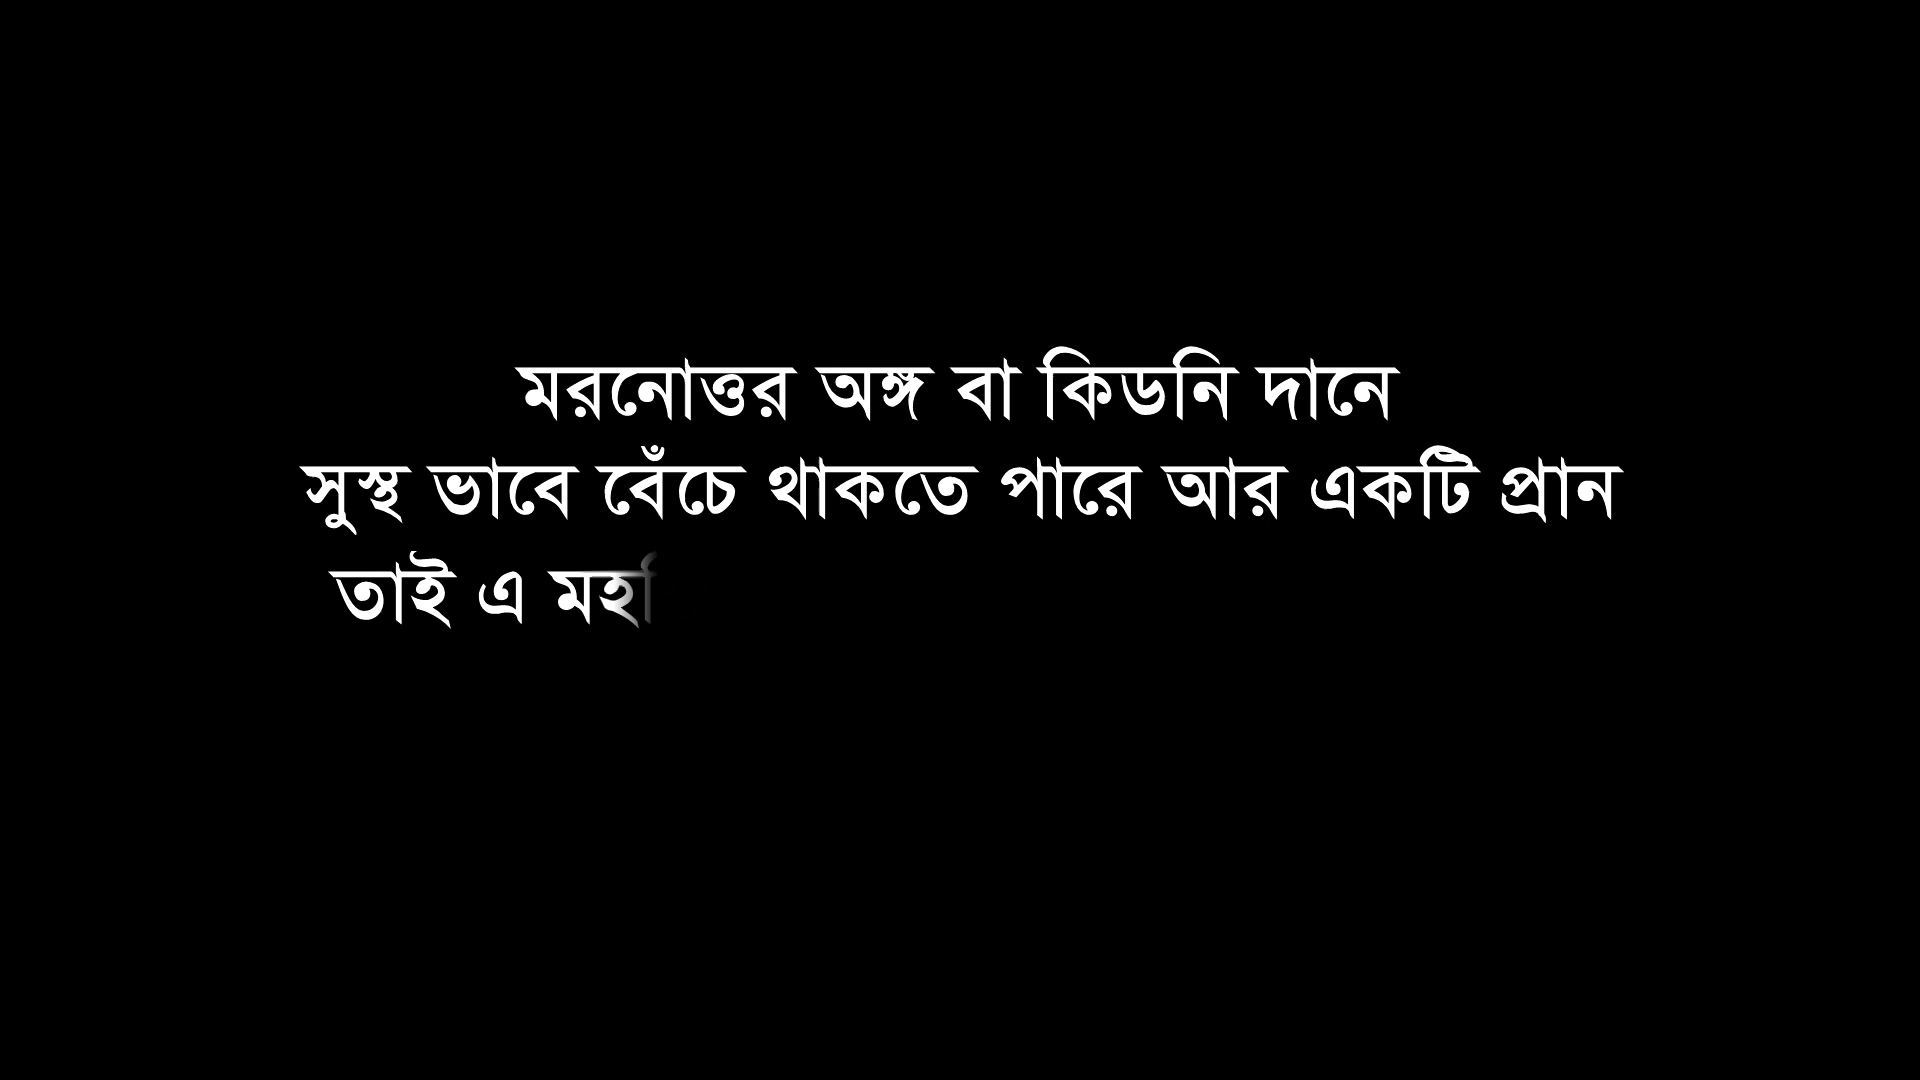 মরনোত্তর অঙ্গ বা কিডনি দানে
সুস্থ ভাবে বেঁচে থাকতে পারে আর একটি প্রান
তাই এ